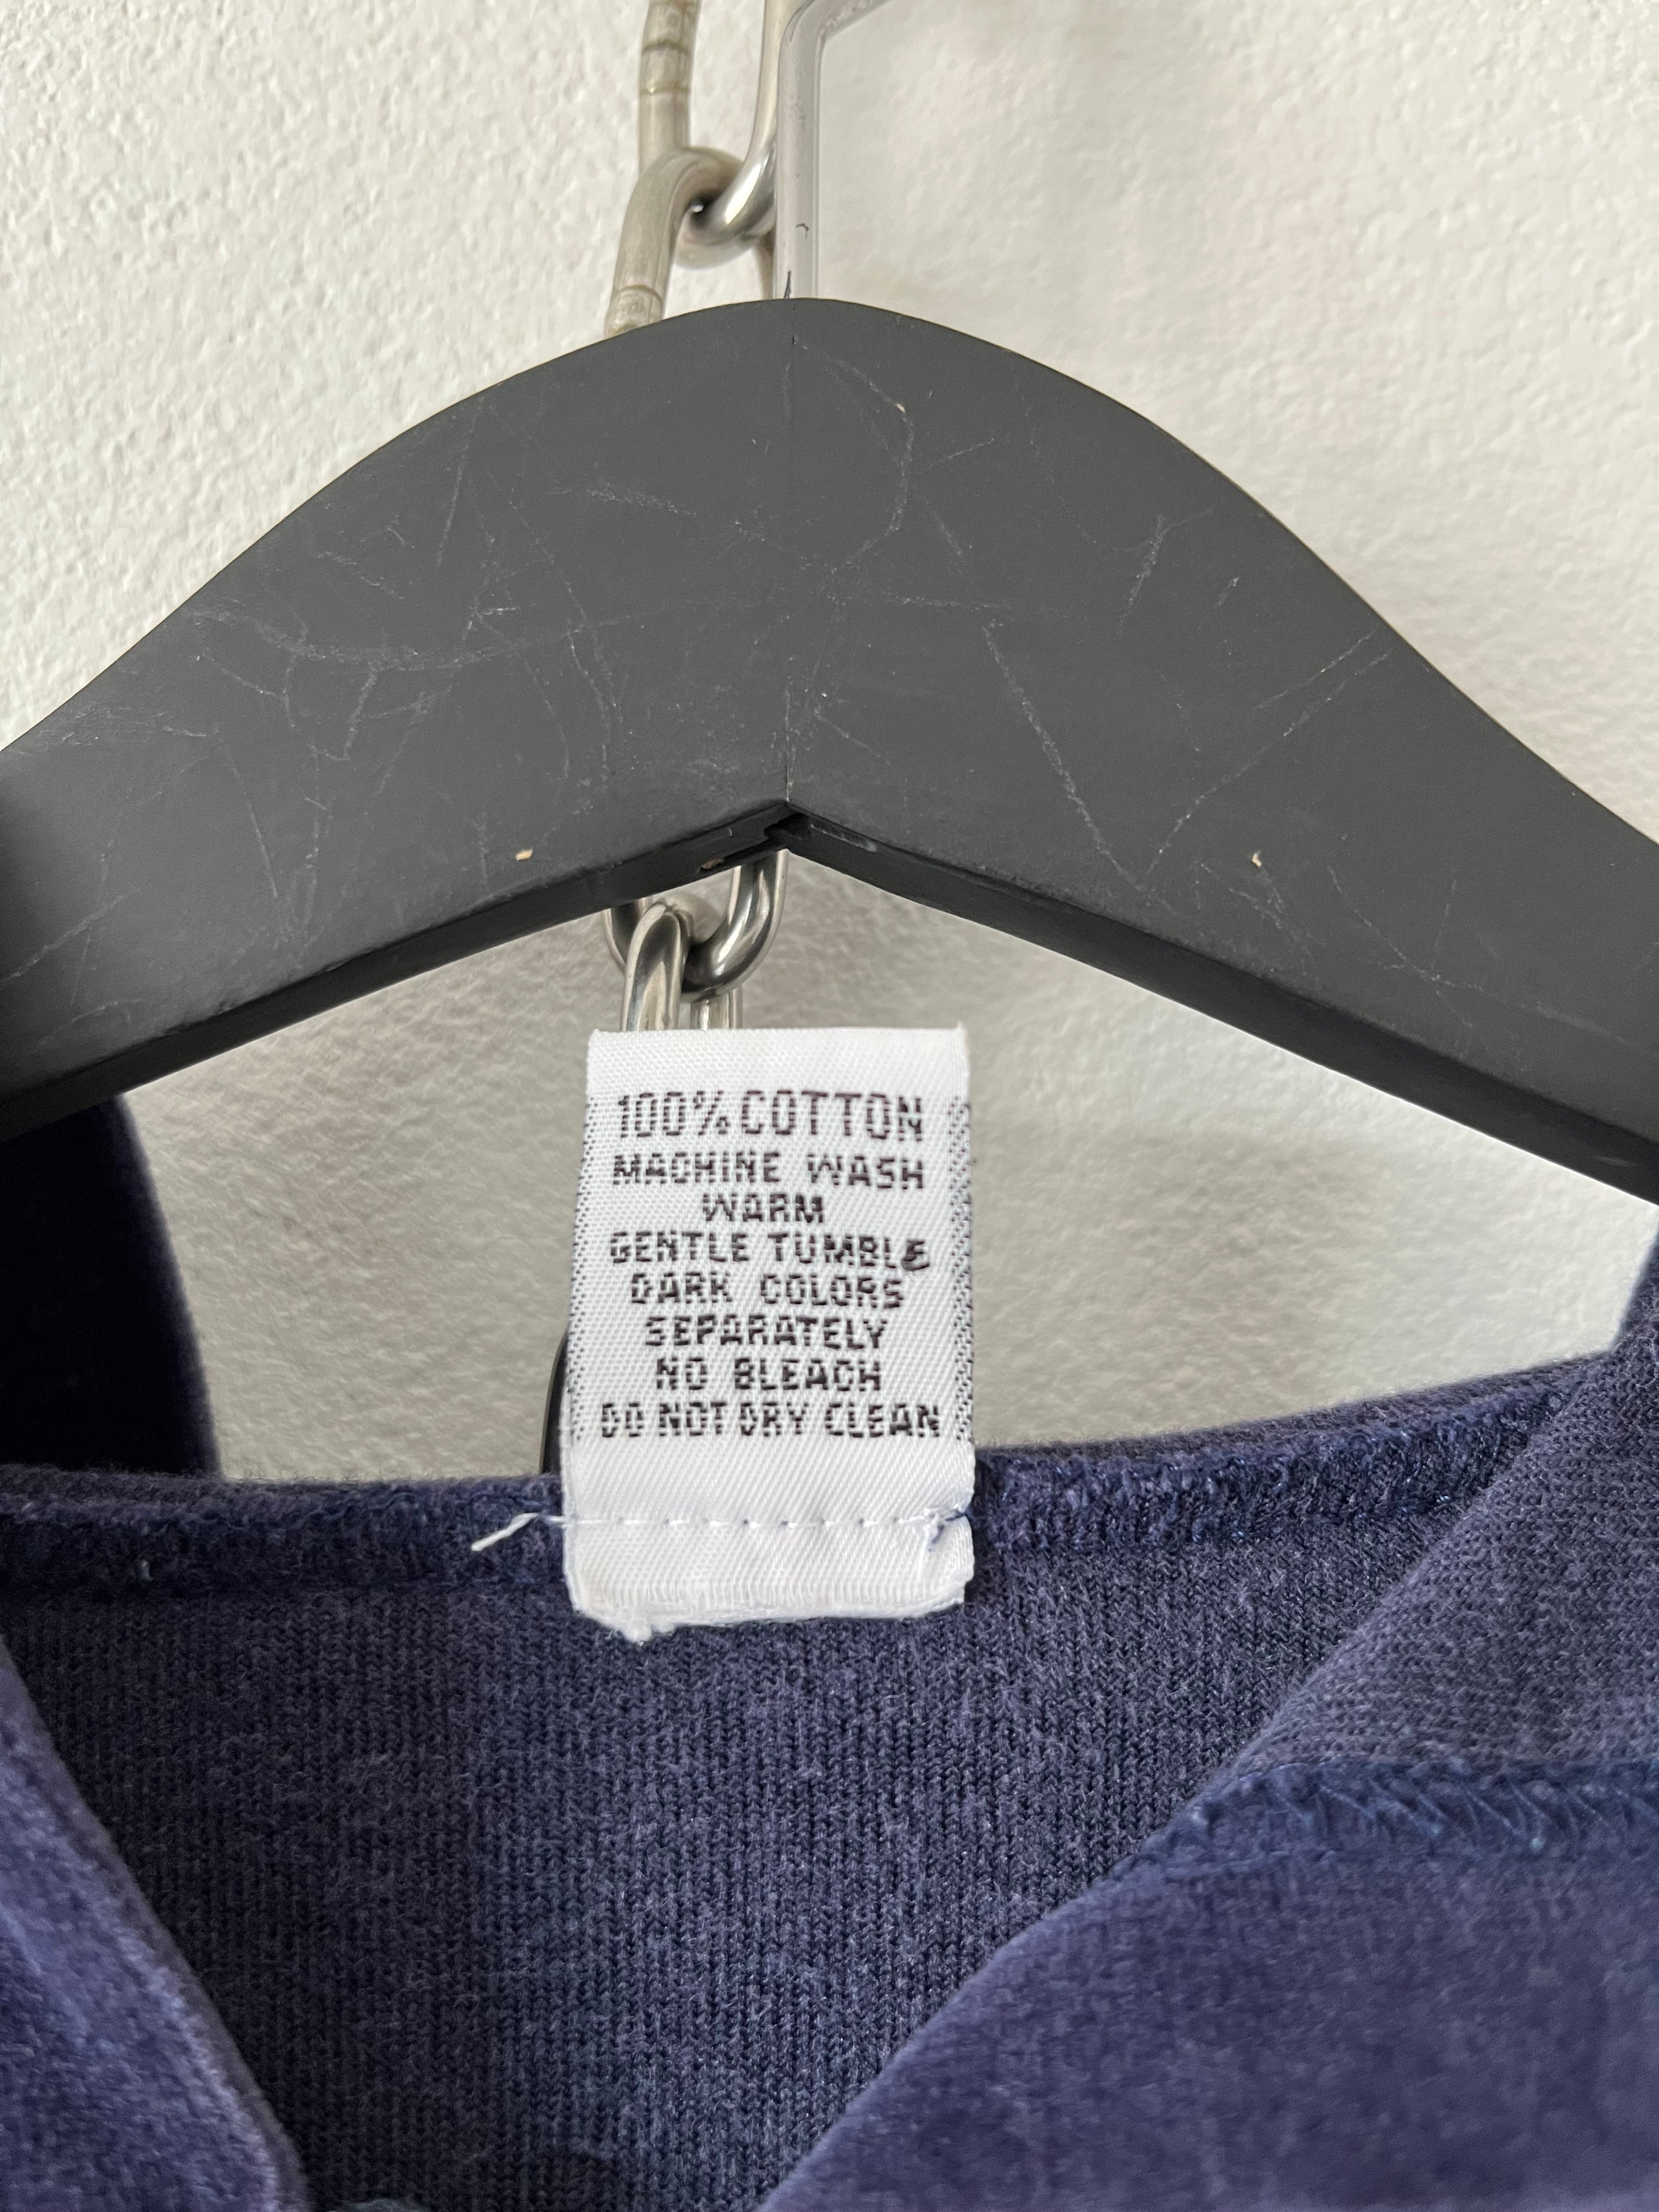 100% COTTON
MACHINE WASH
WARM
GENTLE TUMBLE
DARK COLORS
SEPARATELY
NO BLEACH
DO NOT DRY CLEAN